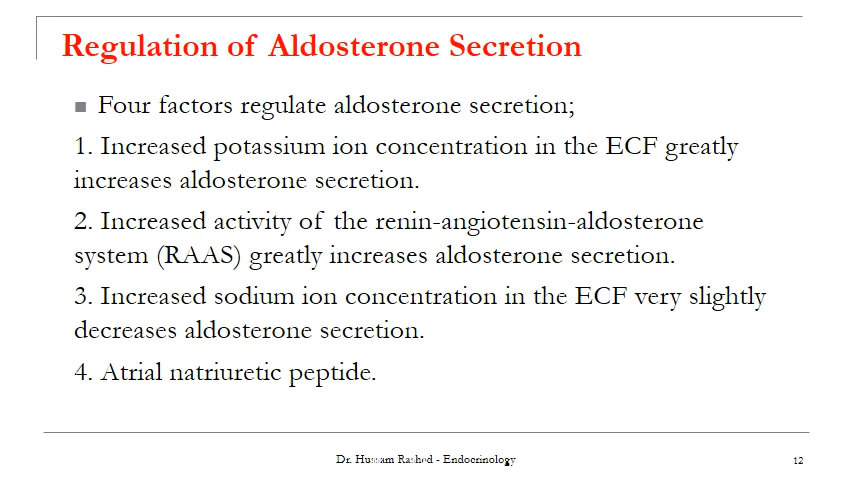 Regulation of Aldosterone Secretion
■ Four factors regulate aldosterone secretion;
1. Increased potassium ion concentration in the ECF greatly
increases aldosterone secretion.
2. Increased activity of the renin-angiotensin-aldosterone
system (RAAS) greatly increases aldosterone secretion.
3. Increased sodium ion concentration in the ECF very slightly
decreases aldosterone secretion.
4. Atrial natriuretic peptide.
Dr. Hussam Rashed - Endocrinology
12